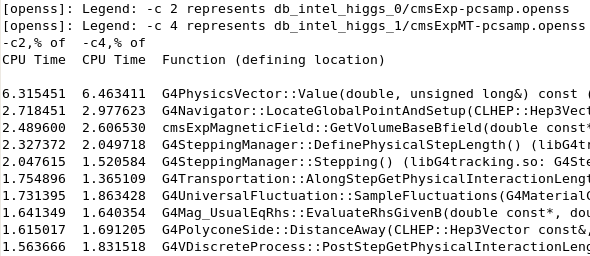 [openss]: Legend: -c 2 represents db_intel_higgs_0/cmsExp-pcsamp.openss
[openss]: Legend: -c 4 represents db_intel_higgs_1/cmsExpMT-pcsamp.openss
-c2,% of -c4,% of
CPU Time CPU Time Function (defining location)
6.315451 6.463411 G4PhysicsVector::Value(double, unsigned long&) const (
2.718451 2.977623 G4Navigator::LocateGlobalPointAndSetup(CLHEP::Hep3Vect
2.489600 2.606530 cmsExpMagneticField::GetVolumeBaseBfield(double const*
2.327372 2.049718 G4SteppingManager::DefinePhysicalStepLength() (libG4tr
2.047615 1.520584 G4SteppingManager::Stepping() (libG4tracking.so: G4Ste
1.754896 1.365109 G4Transportation::AlongStepGetPhysicalInteractionLengt
1.731395 1.863428 G4UniversalFluctuation::SampleFluctuations(G4MaterialC
1.641349 1.640354 G4Mag_UsualEqRhs::EvaluateRhsGivenB(double const*, dou
1.615017 1.691205 G4PolyconeSide::DistanceAway(CLHEP::Hep3Vector const&,
1.563666 1.831518 G4VDiscreteProcess::PostStepGetPhysicalInteractionLeng